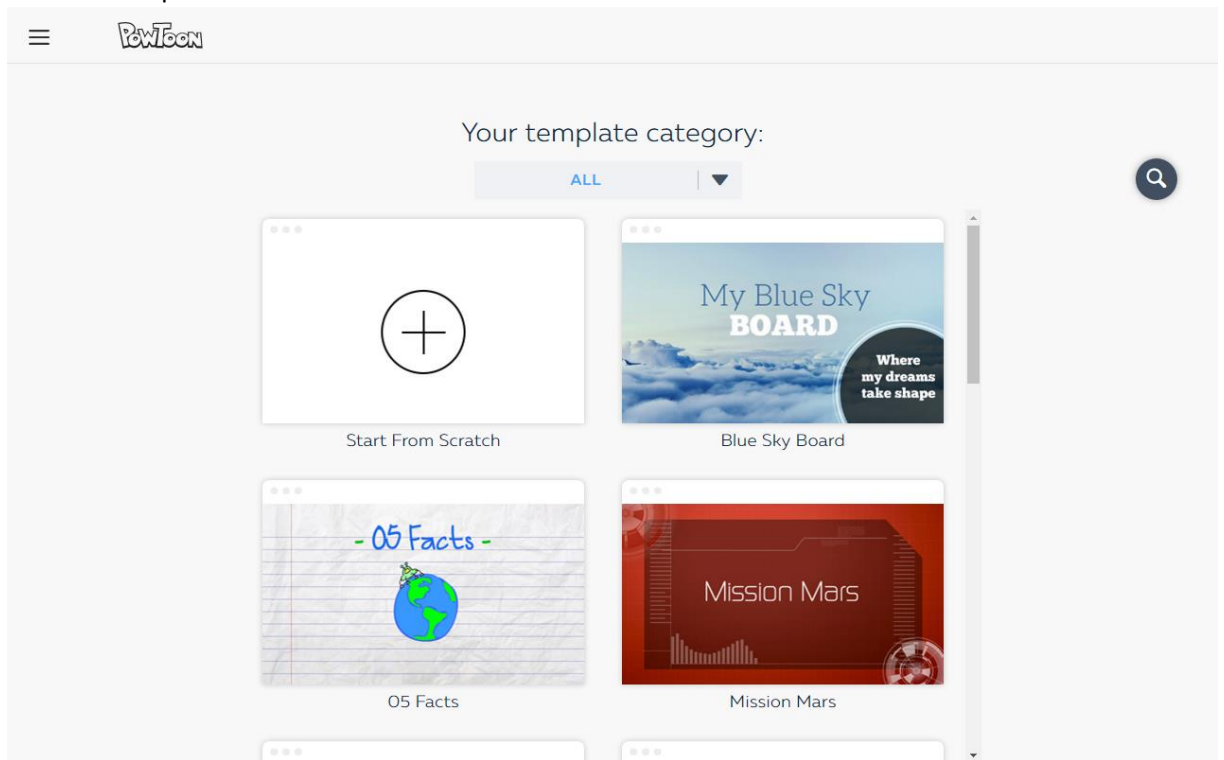 PowToon
Your template category:
ALL
My Blue Sky
BOARD
Where
my dreams
take shape
Start From Scratch
Blue Sky Board
- 05 Facts -
Mission Mars
05 Facts
Mission Mars